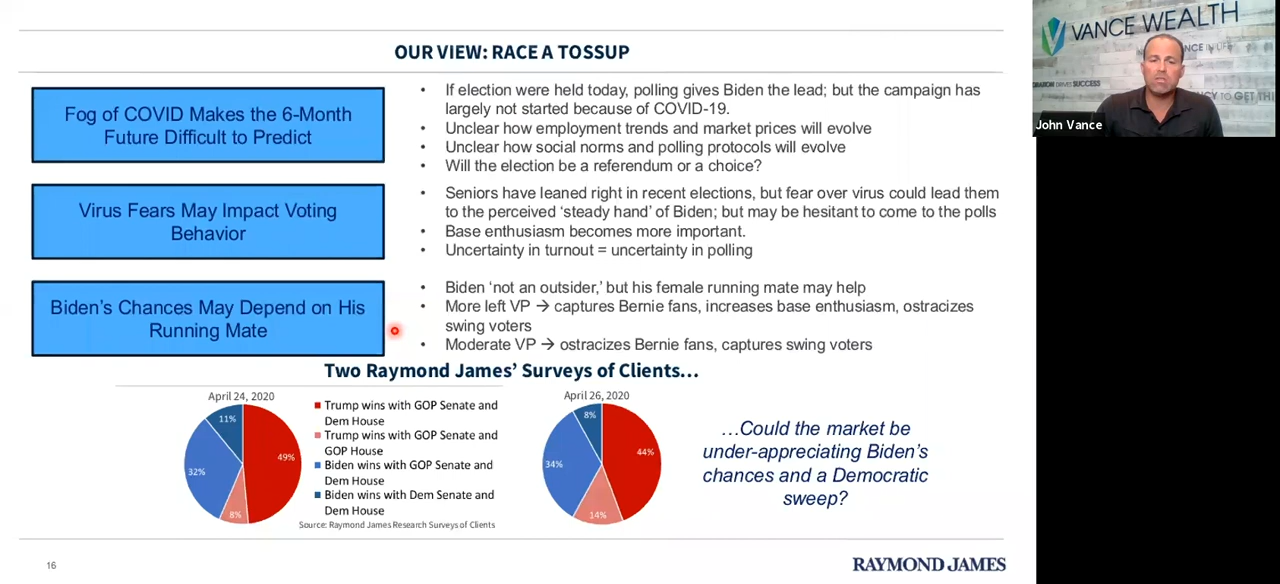 OUR VIEW: RACE A TOSSUP
Fog of COVID Makes the 6-Month
Future Difficult to Predict
• If election were held today, polling gives Biden the lead; but the campaign has
largely not started because of COVID-19.
• Unclear how employment trends and market prices will evolve
• Unclear how social norms and polling protocols will evolve
• Will the election be a referendum or a choice?
Virus Fears May Impact Voting
Behavior
• Seniors have leaned right in recent elections, but fear over virus could lead them
to the perceived ‘steady hand’ of Biden; but may be hesitant to come to the polls
• Base enthusiasm becomes more important.
• Uncertainty in turnout = uncertainty in polling
Biden’s Chances May Depend on His
Running Mate
• Biden ‘not an outsider,’ but his female running mate may help
• More left VP → captures Bernie fans, increases base enthusiasm, ostracizes
swing voters
• Moderate VP → ostracizes Bernie fans, captures swing voters
Two Raymond James’ Surveys of Clients…
April 24, 2020
11%
49%
32%
8%
Trump wins with GOP Senate and
Dem House
Trump wins with GOP Senate and
GOP House
Biden wins with GOP Senate and
Dem House
Biden wins with Dem Senate and
Dem House
Source: Raymond James Research Surveys of Clients
April 26, 2020
8%
44%
34%
14%
…Could the market be
under-appreciating Biden’s
chances and a Democratic
sweep?
16
RAYMOND JAMES
VANCE WEALTH
CE IN LIFE
DRIVES SUCCESS
CY TO GET THI
John Vance